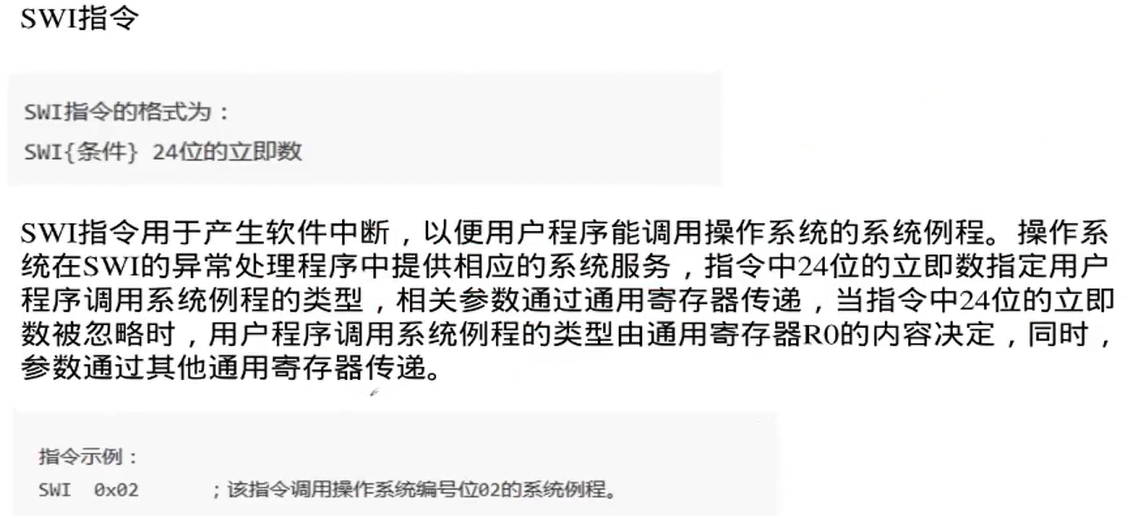 SWI指令
SWI指令的格式为：
SWI{条件} 24位的立即数
SWI指令用于产生软件中断，以便用户程序能调用操作系统的系统例程。操作系
统在SWI的异常处理程序中提供相应的系统服务，指令中24位的立即数指定用户
程序调用系统例程的类型，相关参数通过通用寄存器传递，当指令中24位的立即
数被忽略时，用户程序调用系统例程的类型由通用寄存器R0的内容决定，同时，
参数通过其他通用寄存器传递。
指令示例：
SWI 0x02 ；该指令调用操作系统编号位02的系统例程。